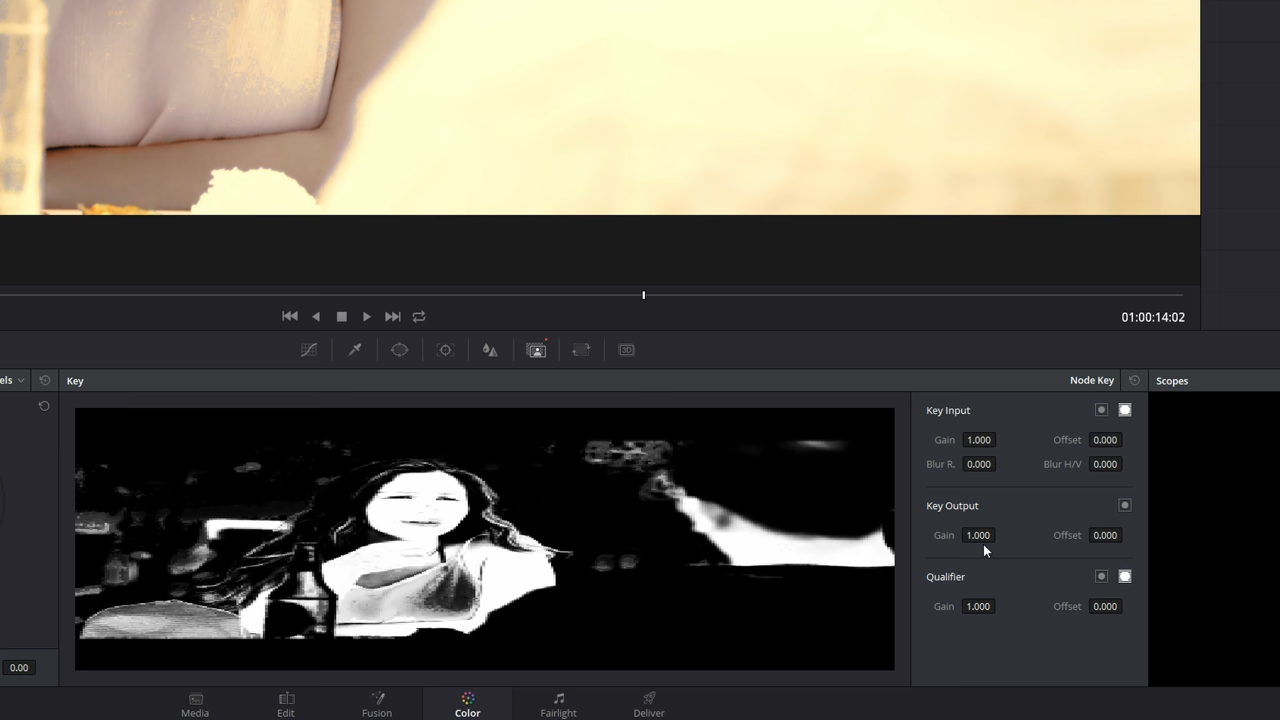 01:00:14:02
els
Key
Node Key
Scopes
Key Input
Gain 1.000 Offset 0.000
Blur R. 0.000 Blur H/V 0.000
Key Output
Gain 1.000 Offset 0.000
Qualifier
Gain 1.000 Offset 0.000
0.00
3D
Media Edit Fusion Color Fairlight Deliver